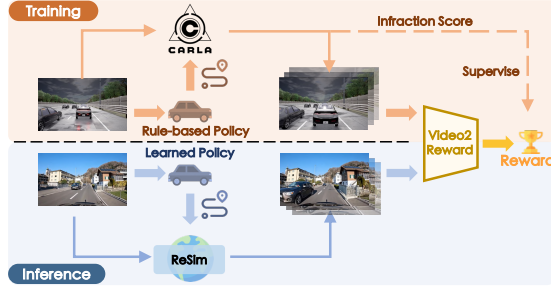 Training
CARLA
Infraction Score
Supervise
Rule-based Policy
Video2
Reward
Reward
Learned Policy
ReSim
Inference